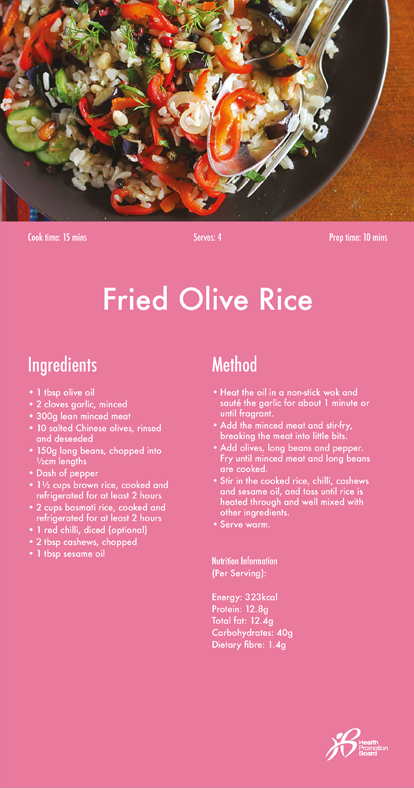 Cook time: 15 mins
Serves: 4
Prep time: 10 mins
Fried Olive Rice
Ingredients
• 1 tbsp olive oil
• 2 cloves garlic, minced
• 300g lean minced meat
• 10 salted Chinese olives, rinsed
and deseeded
• 150g long beans, chopped into
½cm lengths
• Dash of pepper
• 1½ cups brown rice, cooked and
refrigerated for at least 2 hours
• 2 cups basmati rice, cooked and
refrigerated for at least 2 hours
• 1 red chilli, diced (optional)
• 2 tbsp cashews, chopped
• 1 tbsp sesame oil
Method
• Heat the oil in a non-stick wok and
sauté the garlic for about 1 minute or
until fragrant.
• Add the minced meat and stir-fry,
breaking the meat into little bits.
• Add olives, long beans and pepper.
Fry until minced meat and long beans
are cooked.
• Stir in the cooked rice, chilli, cashews
and sesame oil, and toss until rice is
heated through and well mixed with
other ingredients.
• Serve warm.
Nutrition Information
(Per Serving):
Energy: 323kcal
Protein: 12.8g
Total fat: 12.4g
Carbohydrates: 40g
Dietary fibre: 1.4g
Health
Promotion
Board